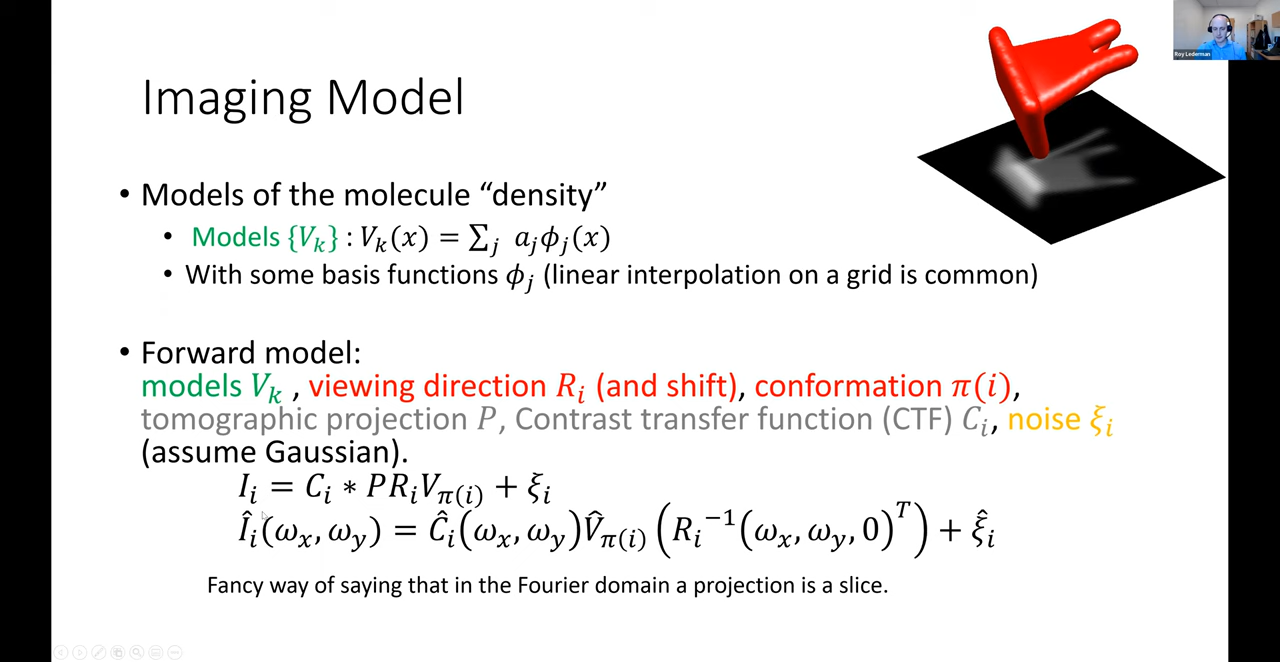 Roy Lederman
Imaging Model
• Models of the molecule “density”
• Models {V_k} : V_k(x) = ∑_j a_jϕ_j(x)
• With some basis functions ϕ_j (linear interpolation on a grid is common)
• Forward model:
models V_k , viewing direction R_i (and shift), conformation π(i),
tomographic projection P, Contrast transfer function (CTF) C_i, noise ξ_i
(assume Gaussian).
I_i = C_i ∗ PR_iV_π(i) + ξ_i
Î_i(ω_x, ω_y) = Ĉ_i(ω_x, ω_y)V̂_π(i) (R_i⁻¹(ω_x, ω_y, 0)ᵀ) + ξ̂_i
Fancy way of saying that in the Fourier domain a projection is a slice.